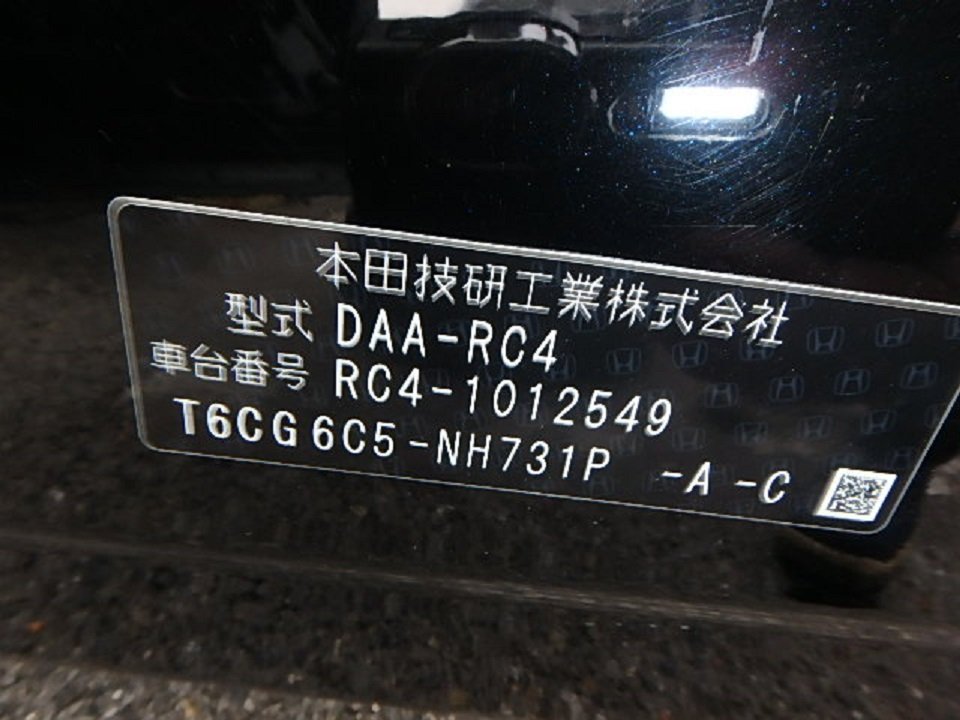 本田技研工業株式会社
型式 DAA-RC4
車台番号 RC4-1012549
T6CG6C5-NH731P -A -C